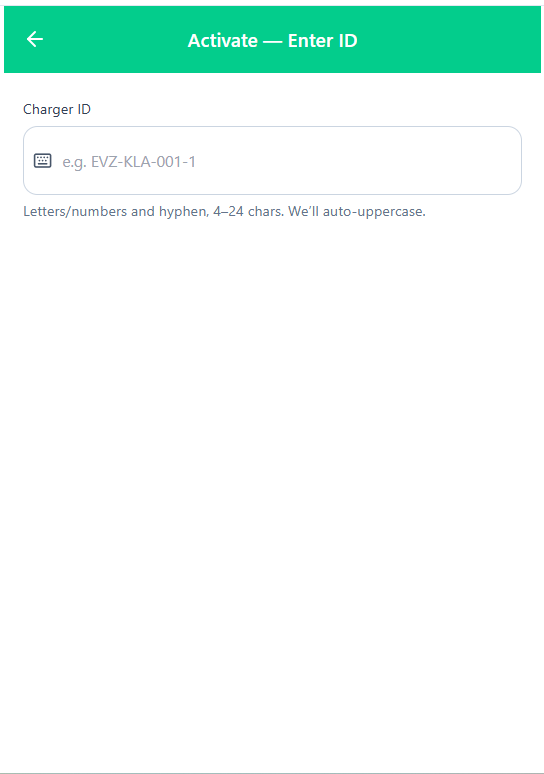 Activate — Enter ID
Charger ID
e.g. EVZ-KLA-001-1
Letters/numbers and hyphen, 4–24 chars. We’ll auto-uppercase.